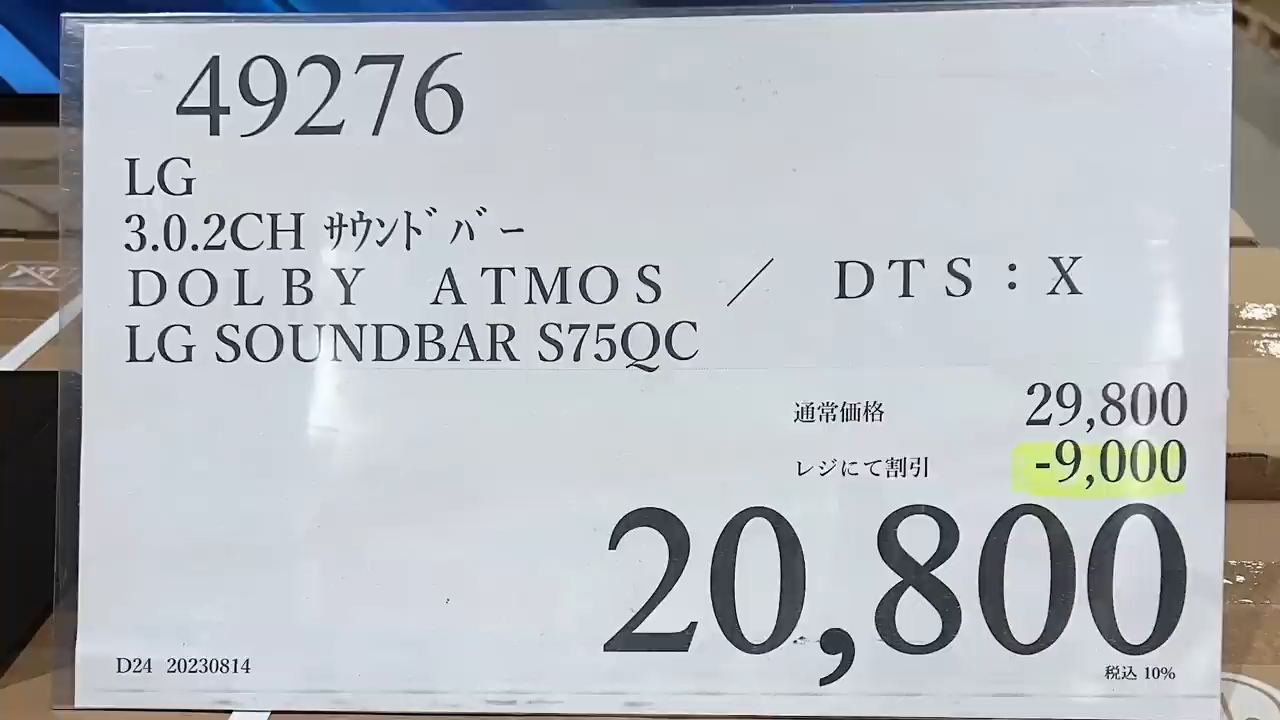 49276
LG
3.0.2CH ｻｳﾝﾄﾞﾊﾞｰ
ＤＯＬＢＹ　ＡＴＭＯＳ　／　ＤＴＳ：Ｘ
LG SOUNDBAR S75QC
通常価格 29,800
レジにて割引 -9,000
20,800
D24 20230814
税込 10%